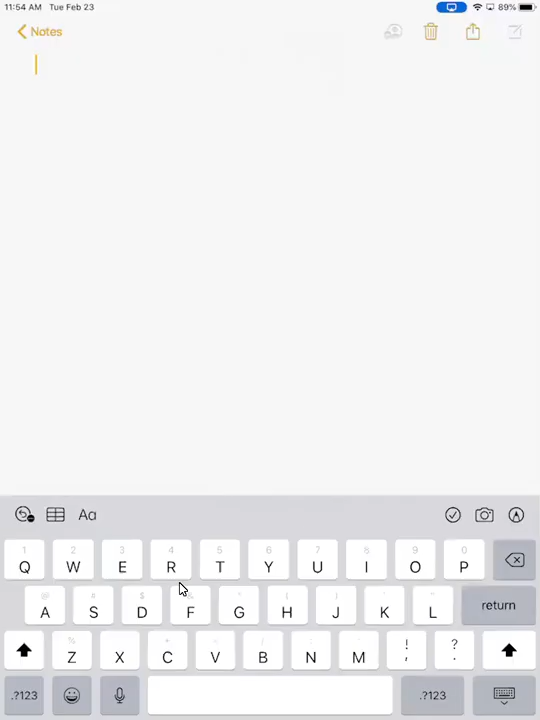 11:54 AM Tue Feb 23 89%
Notes
Aa
1 2 3 4 5 6 7 8 9 0
Q W E R T Y U I O P
@ # $
A S D F G H J K L return
% + / ; :
Z X C V B N M ! , ? .
.?123 .?123